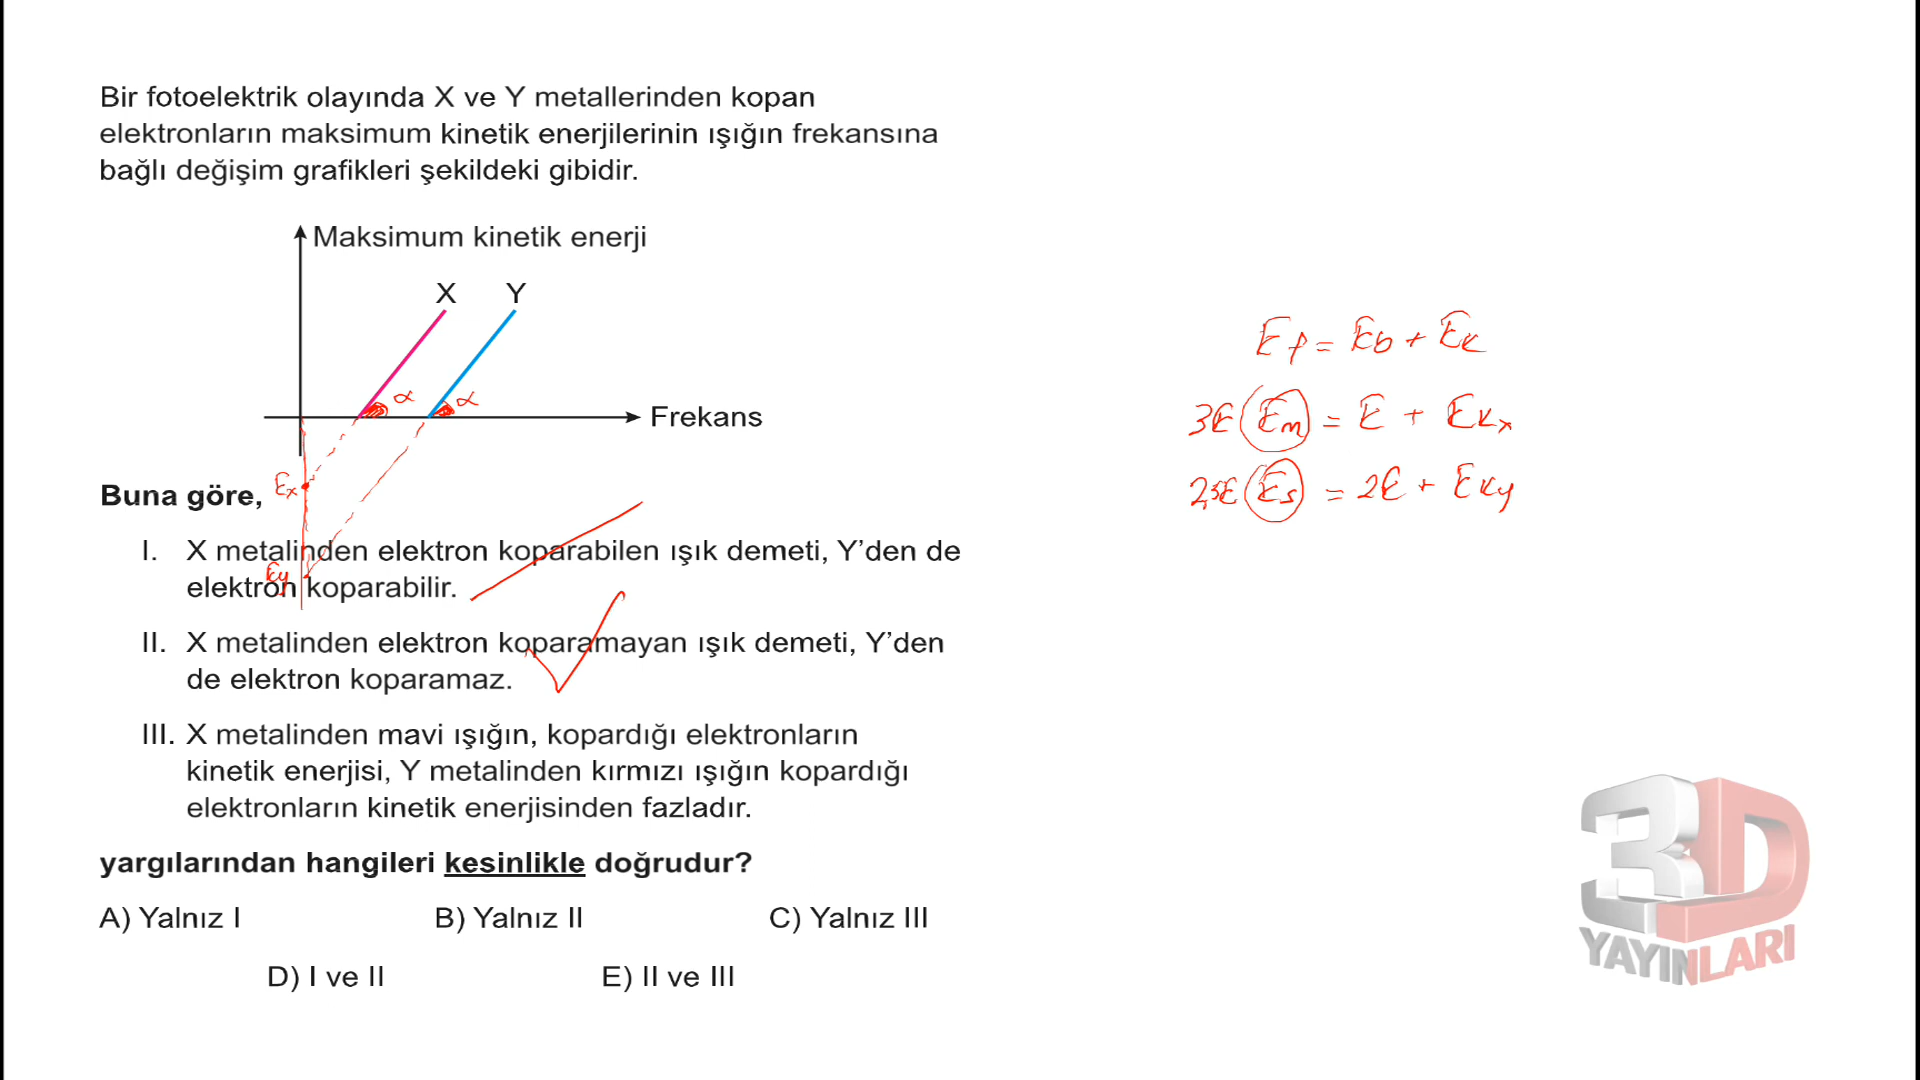 Bir fotoelektrik olayında X ve Y metallerinden kopan
elektronların maksimum kinetik enerjilerinin ışığın frekansına
bağlı değişim grafikleri şekildeki gibidir.
Maksimum kinetik enerji
X Y
α α
Frekans
Ex
Ey
Ef = Eb + Ek
3E Em = E + Ekx
2,5E Es = 2E + Eky
Buna göre,
I. X metalinden elektron koparabilen ışık demeti, Y’den de
elektron koparabilir.
II. X metalinden elektron koparamayan ışık demeti, Y’den
de elektron koparamaz.
III. X metalinden mavi ışığın, kopardığı elektronların
kinetik enerjisi, Y metalinden kırmızı ışığın kopardığı
elektronların kinetik enerjisinden fazladır.
yargılarından hangileri kesinlikle doğrudur?
A) Yalnız I B) Yalnız II C) Yalnız III
D) I ve II E) II ve III
3D
YAYINLARI